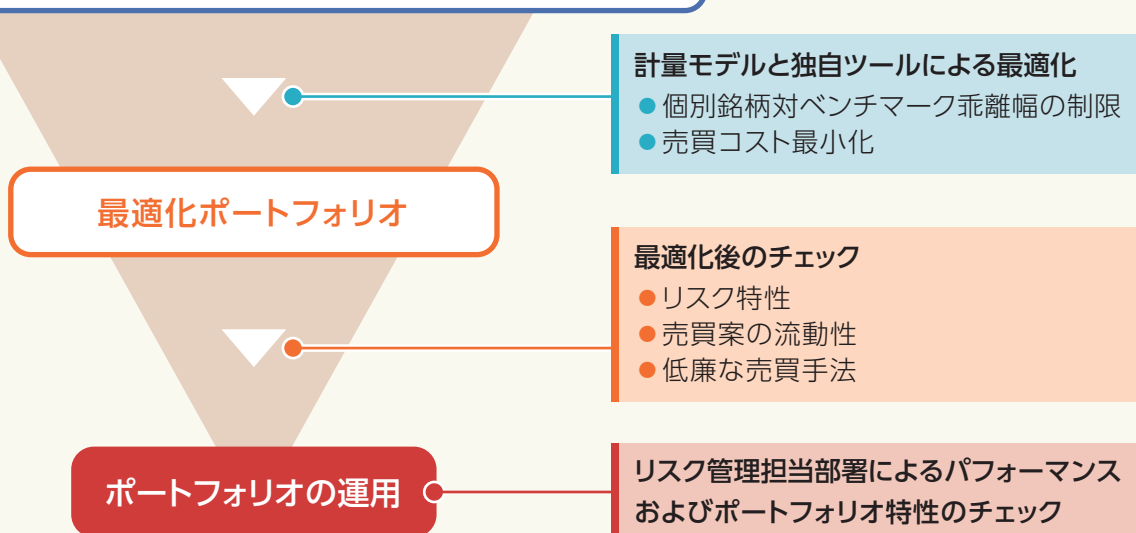 計量モデルと独自ツールによる最適化
●個別銘柄対ベンチマーク乖離幅の制限
●売買コスト最小化
最適化ポートフォリオ
最適化後のチェック
●リスク特性
●売買案の流動性
●低廉な売買手法
ポートフォリオの運用
リスク管理担当部署によるパフォーマンス
およびポートフォリオ特性のチェック